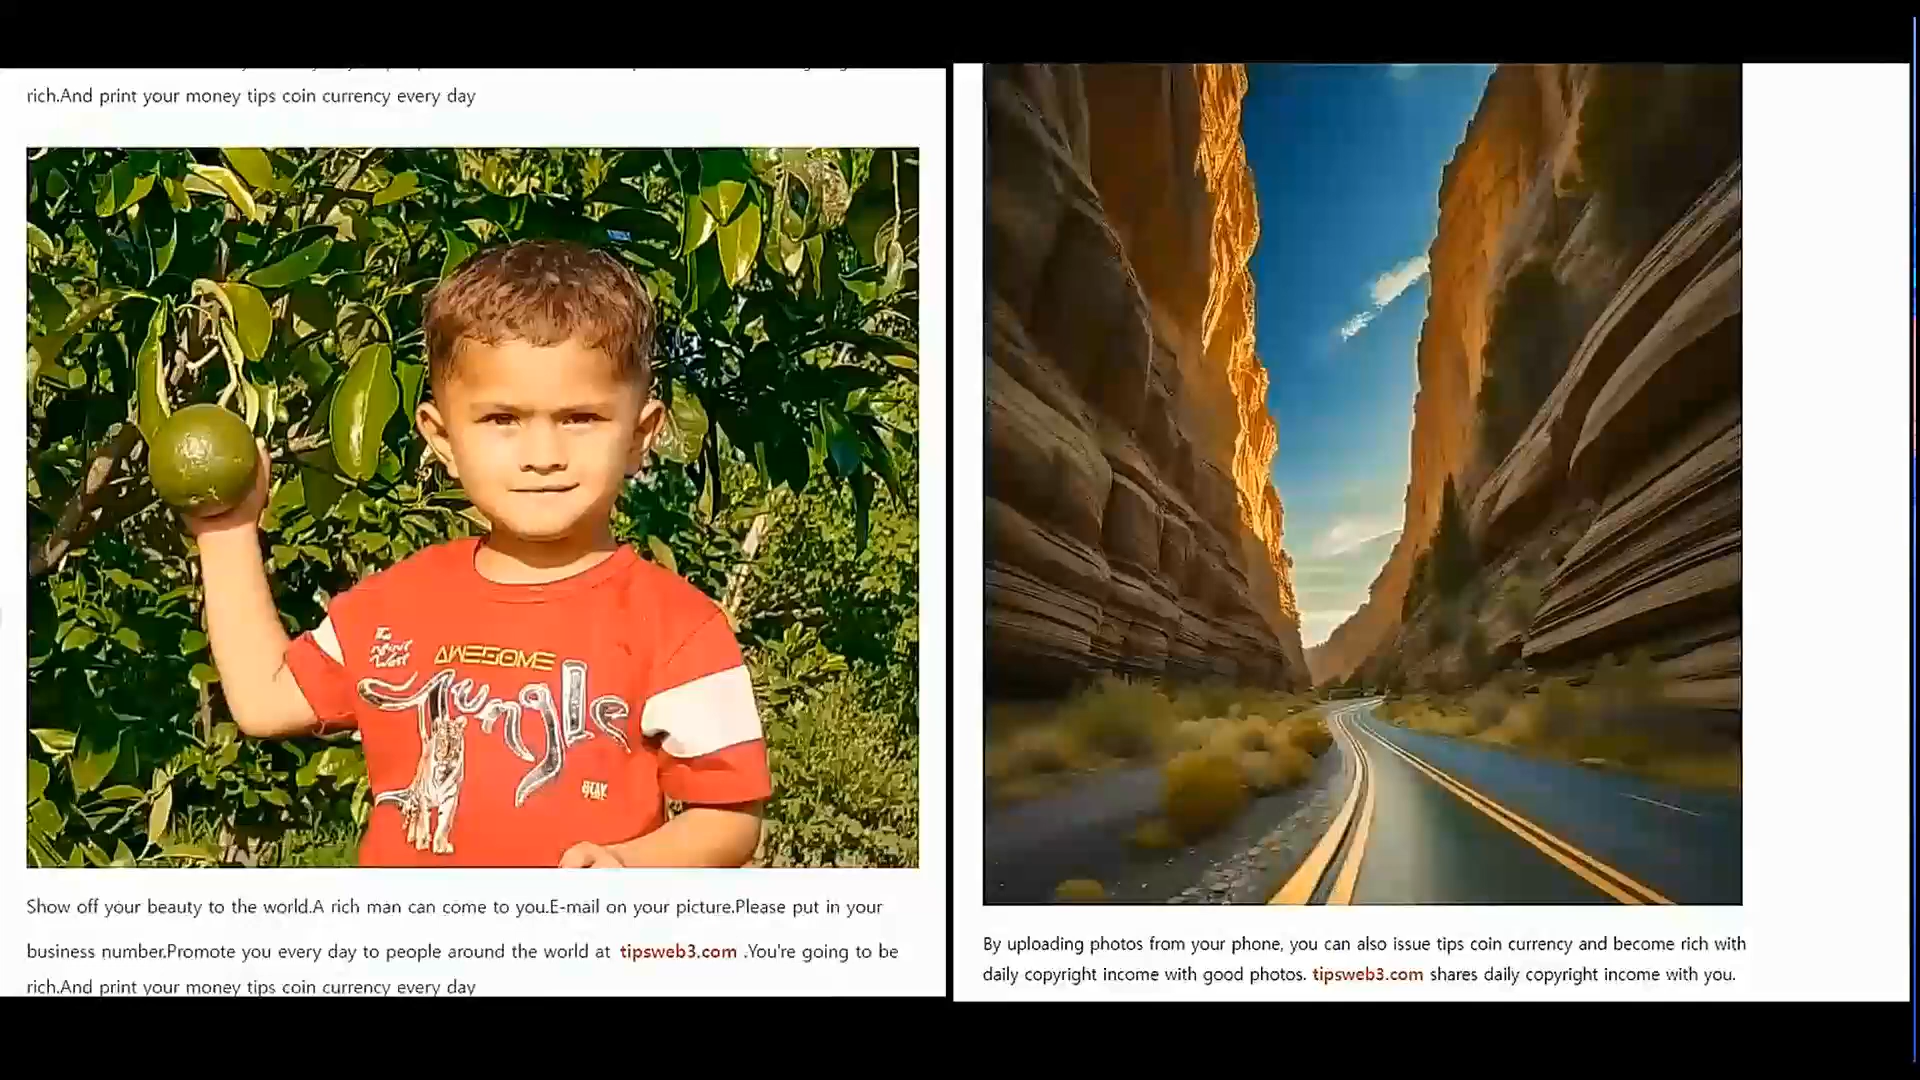 rich.And print your money tips coin currency every day
AWESOME
Jungle
Show off your beauty to the world.A rich man can come to you.E-mail on your picture.Please put in your
business number.Promote you every day to people around the world at tipsweb3.com .You're going to be
rich.And print your money tips coin currency every day
By uploading photos from your phone, you can also issue tips coin currency and become rich with
daily copyright income with good photos. tipsweb3.com shares daily copyright income with you.